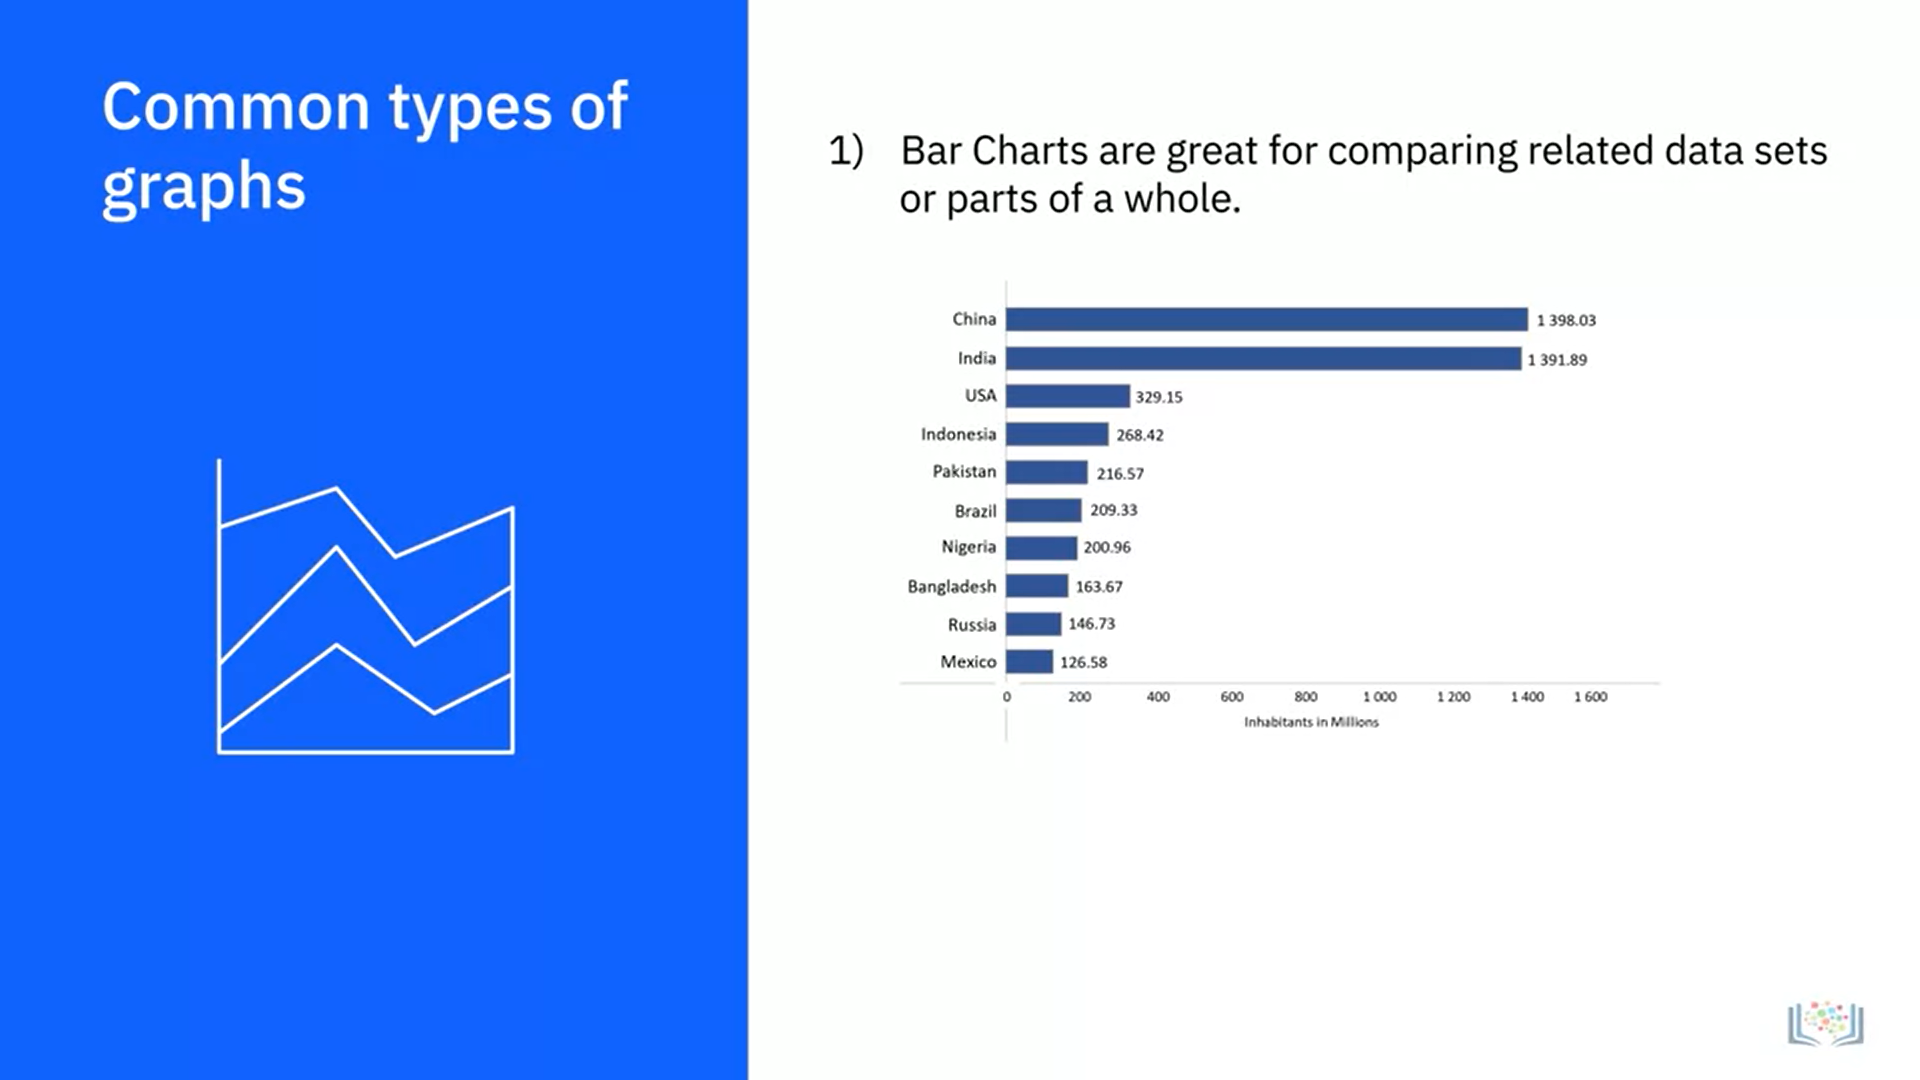 Common types of
graphs
1) Bar Charts are great for comparing related data sets
or parts of a whole.
China 1 398.03
India 1 391.89
USA 329.15
Indonesia 268.42
Pakistan 216.57
Brazil 209.33
Nigeria 200.96
Bangladesh 163.67
Russia 146.73
Mexico 126.58
0 200 400 600 800 1 000 1 200 1 400 1 600
Inhabitants in Millions